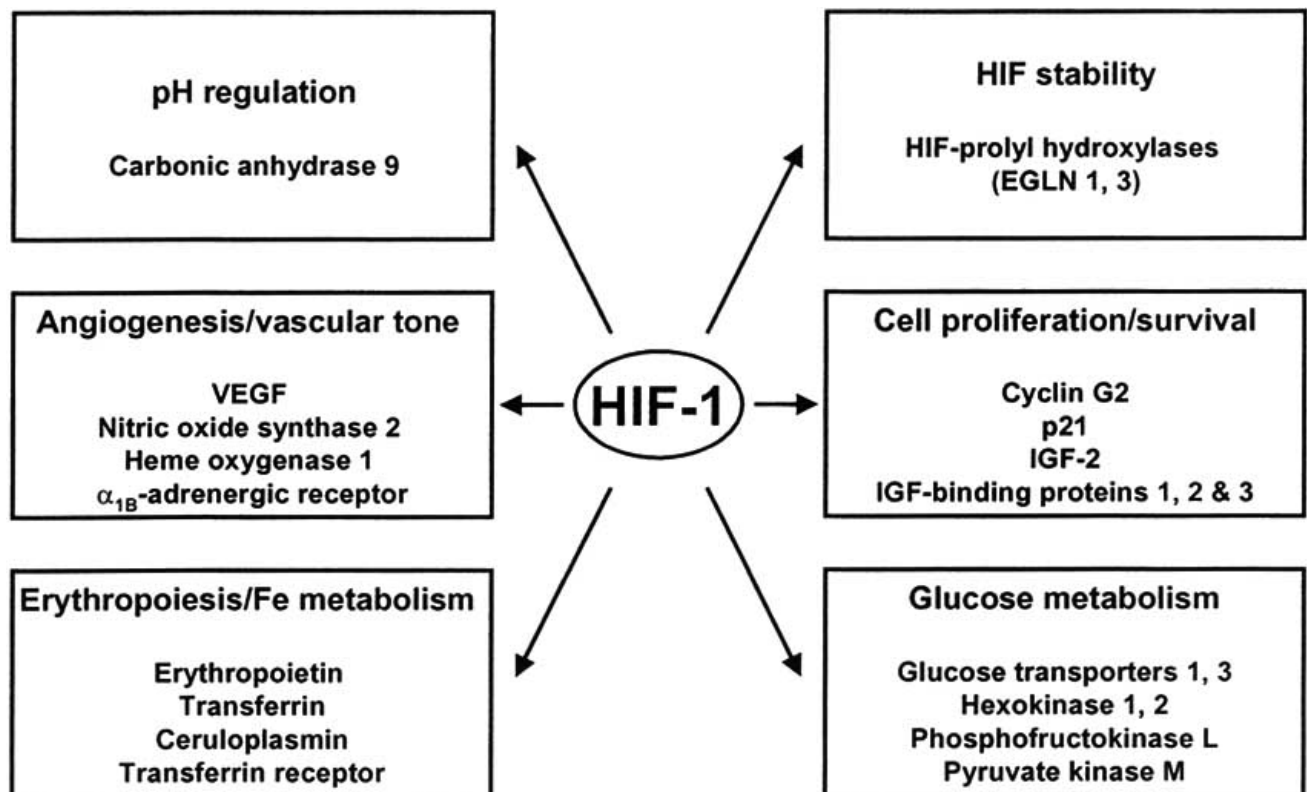 pH regulation
Carbonic anhydrase 9
HIF stability
HIF-prolyl hydroxylases
(EGLN 1, 3)
Angiogenesis/vascular tone
VEGF
Nitric oxide synthase 2
Heme oxygenase 1
α1B-adrenergic receptor
HIF-1
Cell proliferation/survival
Cyclin G2
p21
IGF-2
IGF-binding proteins 1, 2 & 3
Erythropoiesis/Fe metabolism
Erythropoietin
Transferrin
Ceruloplasmin
Transferrin receptor
Glucose metabolism
Glucose transporters 1, 3
Hexokinase 1, 2
Phosphofructokinase L
Pyruvate kinase M